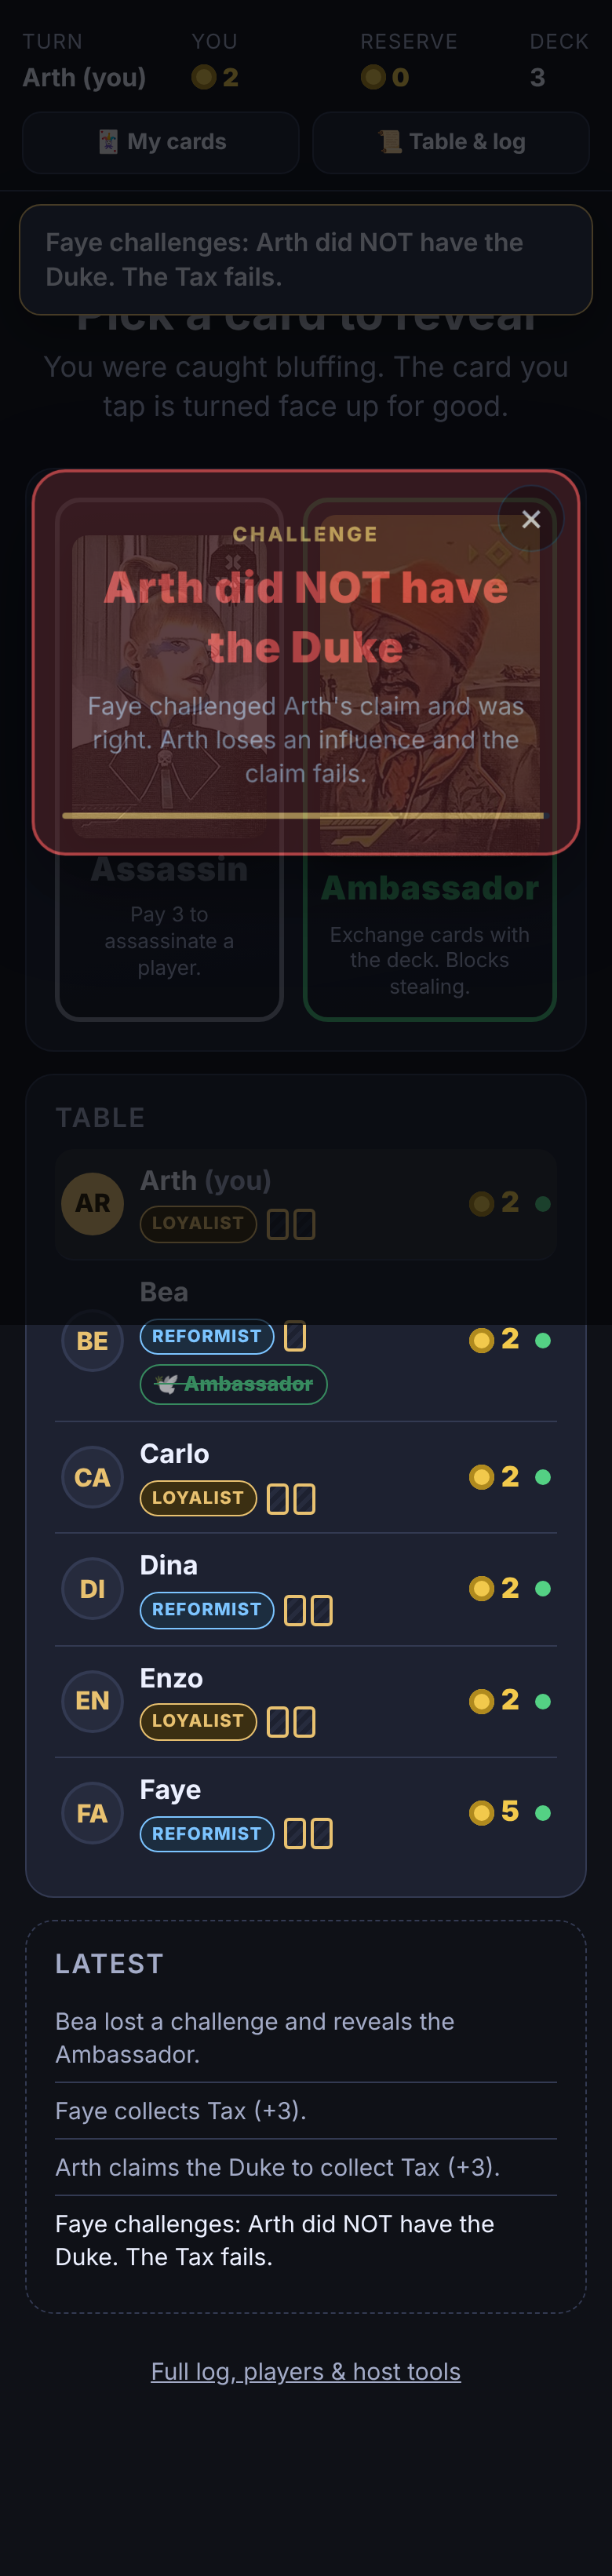 TURN YOU RESERVE DECK
Arth (you) 2 0 3
My cards Table & log
Faye challenges: Arth did NOT have the
Duke. The Tax fails.
Pick a card to reveal
You were caught bluffing. The card you
tap is turned face up for good.
CHALLENGE
Arth did NOT have
the Duke
Faye challenged Arth's claim and was
right. Arth loses an influence and the
claim fails.
Assassin
Pay 3 to
assassinate a
player.
Ambassador
Exchange cards with
the deck. Blocks
stealing.
TABLE
AR Arth (you) 2
LOYALIST
BE Bea 2
REFORMIST
Ambassador
CA Carlo 2
LOYALIST
DI Dina 2
REFORMIST
EN Enzo 2
LOYALIST
FA Faye 5
REFORMIST
LATEST
Bea lost a challenge and reveals the
Ambassador.
Faye collects Tax (+3).
Arth claims the Duke to collect Tax (+3).
Faye challenges: Arth did NOT have the
Duke. The Tax fails.
Full log, players & host tools